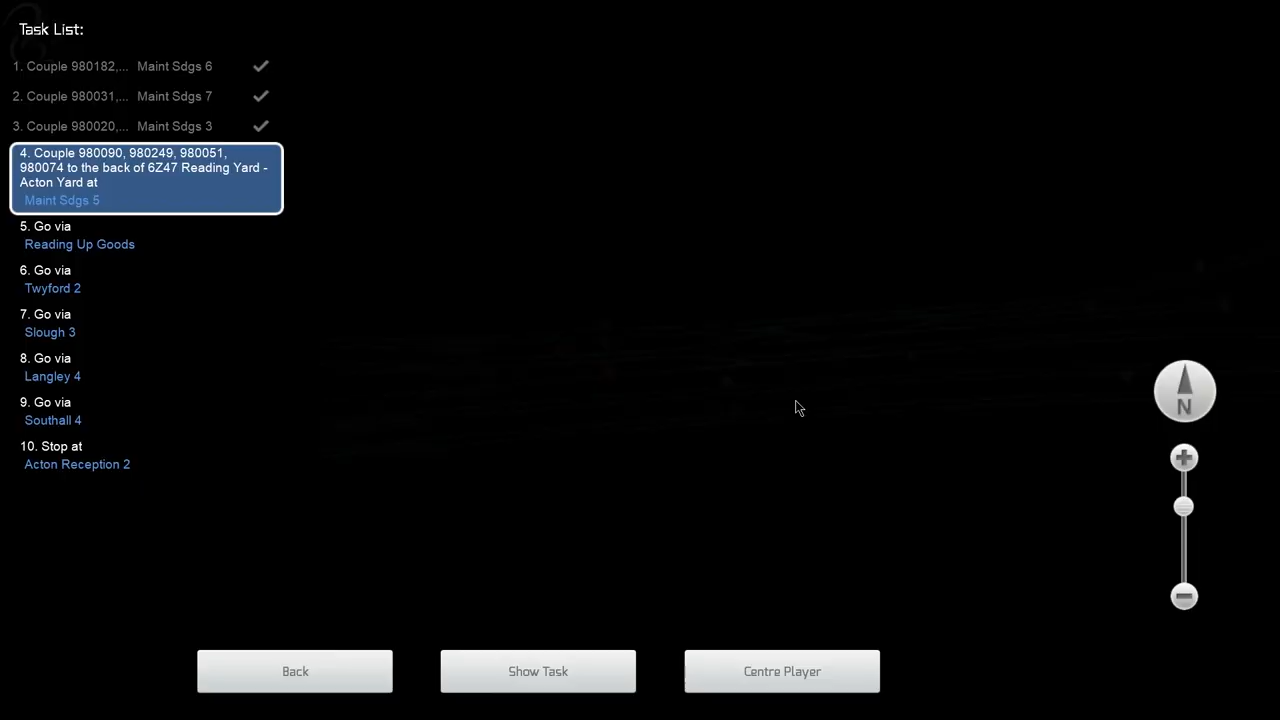 Task List:
1. Couple 980182,... Maint Sdgs 6
2. Couple 980031,... Maint Sdgs 7
3. Couple 980020,... Maint Sdgs 3
4. Couple 980090, 980249, 980051,
980074 to the back of 6Z47 Reading Yard -
Acton Yard at
Maint Sdgs 5
5. Go via
Reading Up Goods
6. Go via
Twyford 2
7. Go via
Slough 3
8. Go via
Langley 4
9. Go via
Southall 4
10. Stop at
Acton Reception 2
N
Back Show Task Centre Player